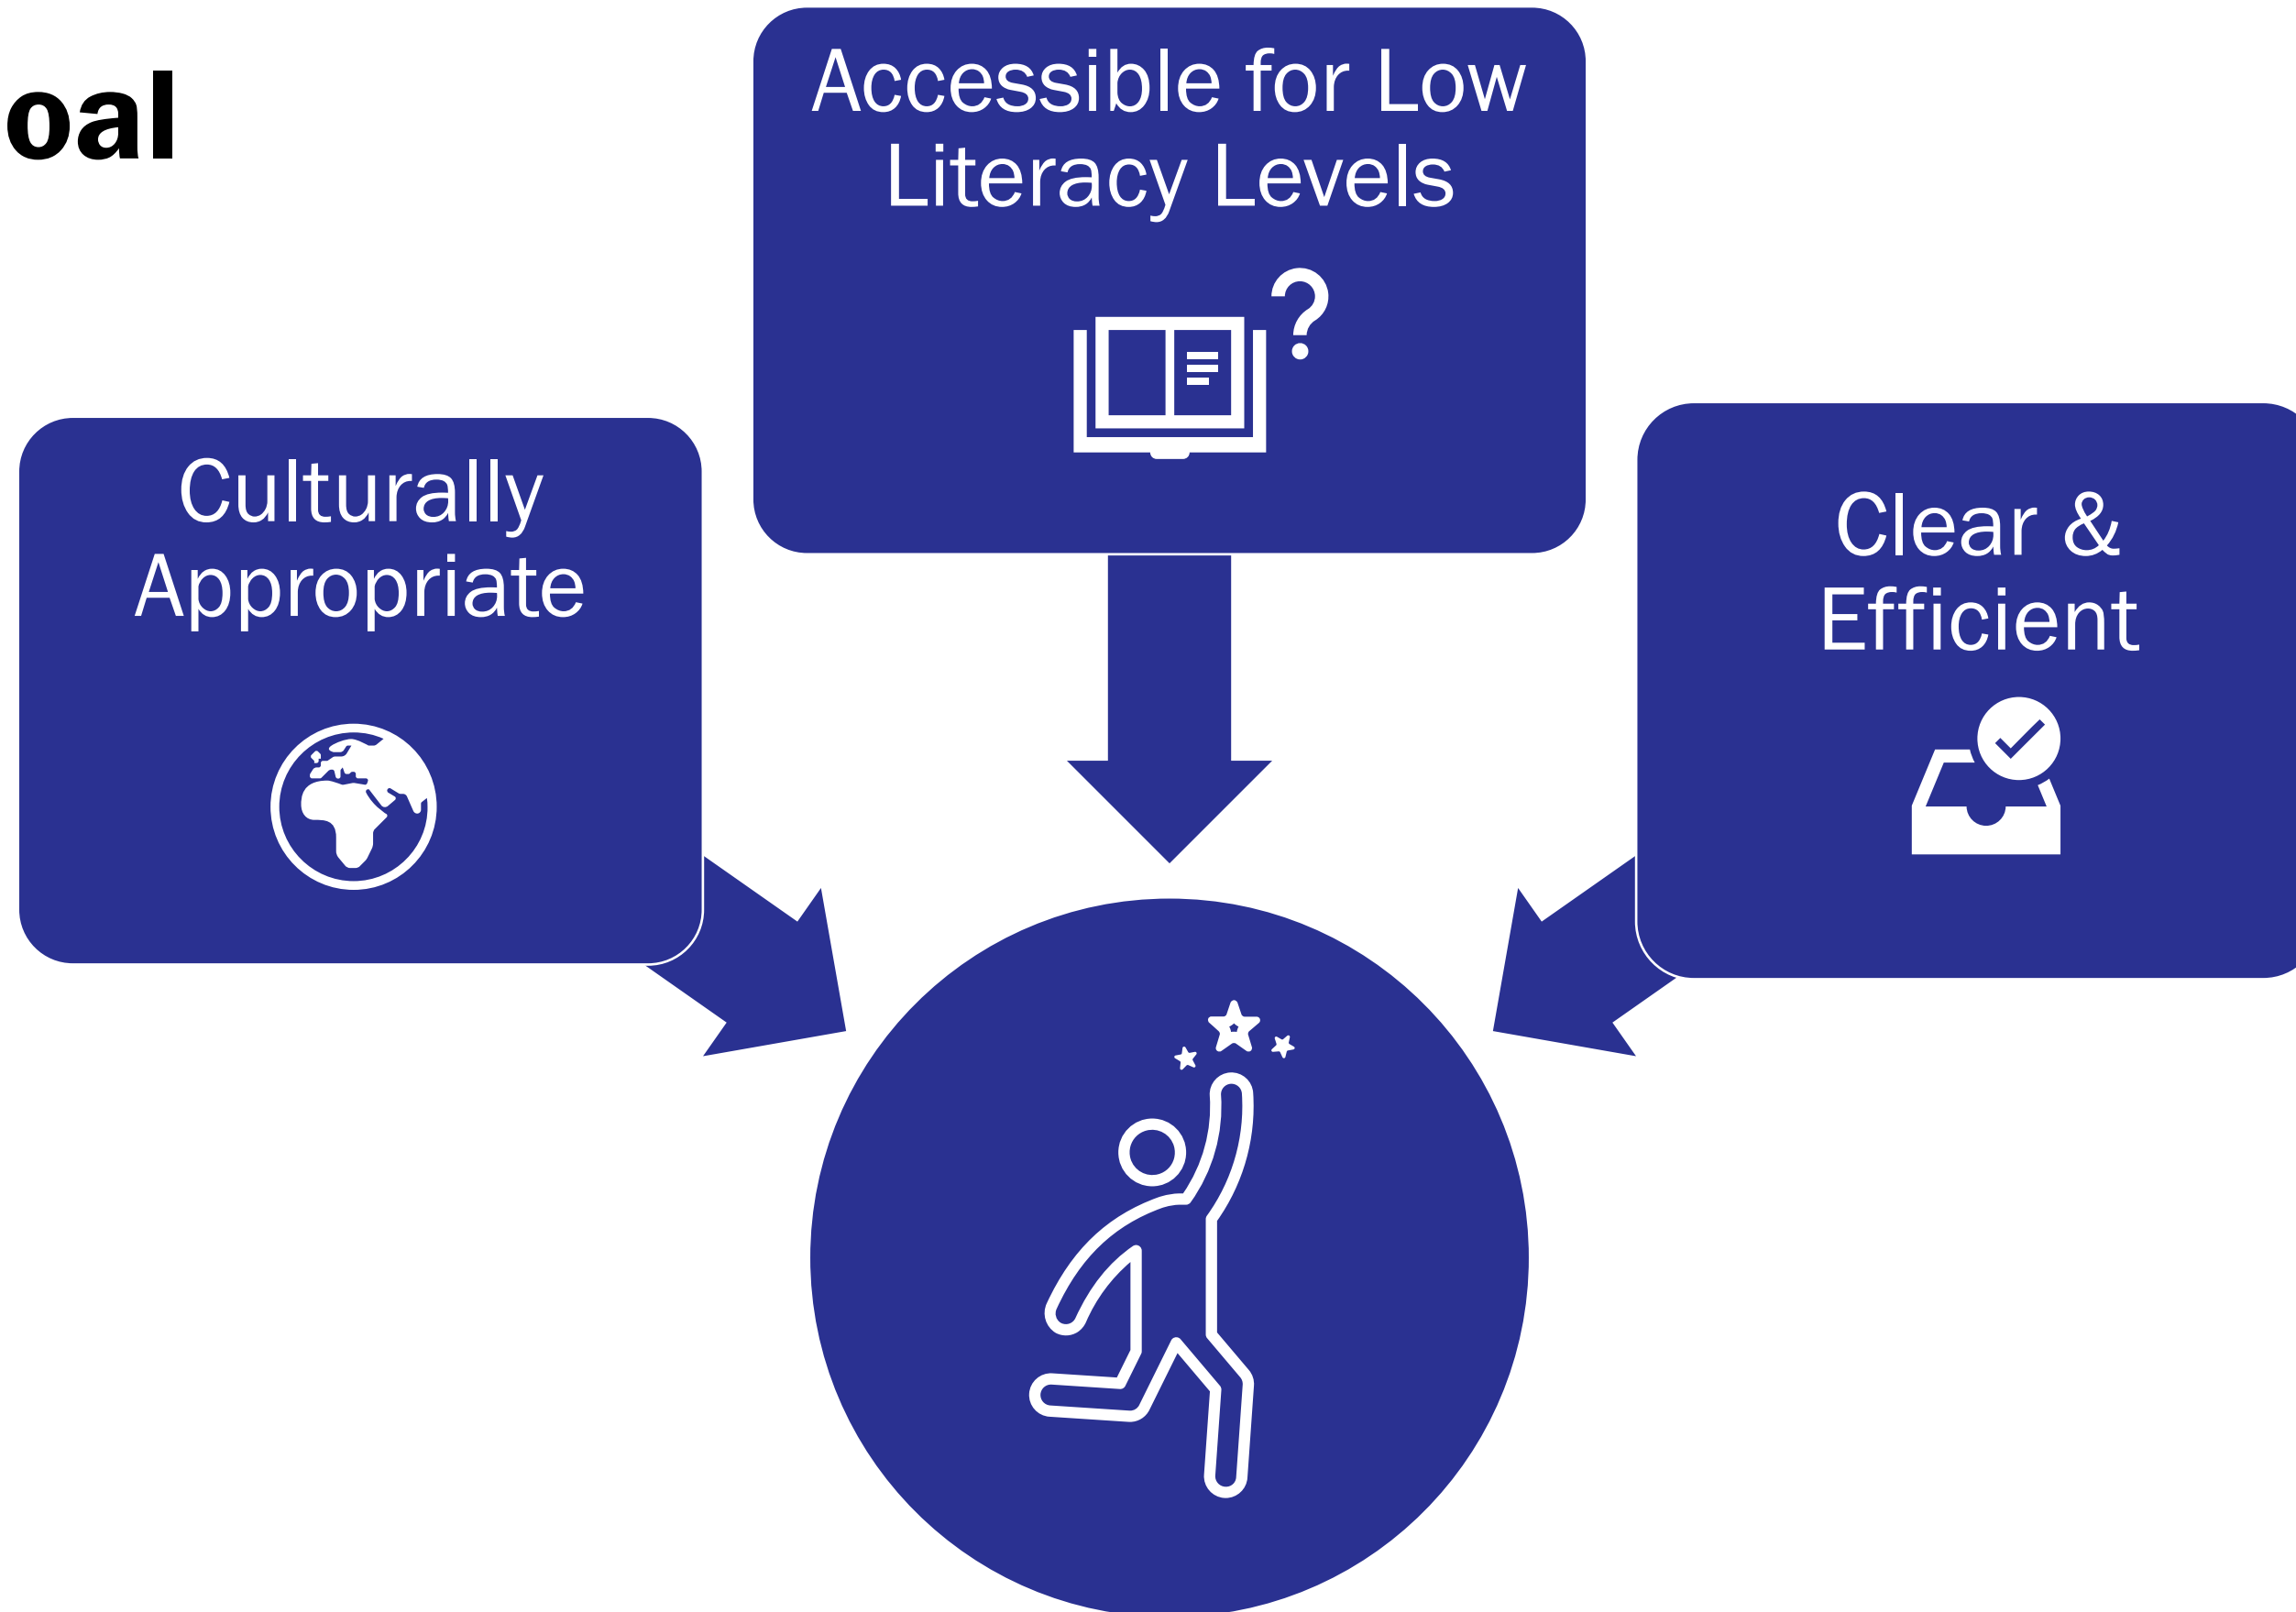 oal
Accessible for Low
Literacy Levels
?
Culturally
Appropriate
Clear &
Efficient